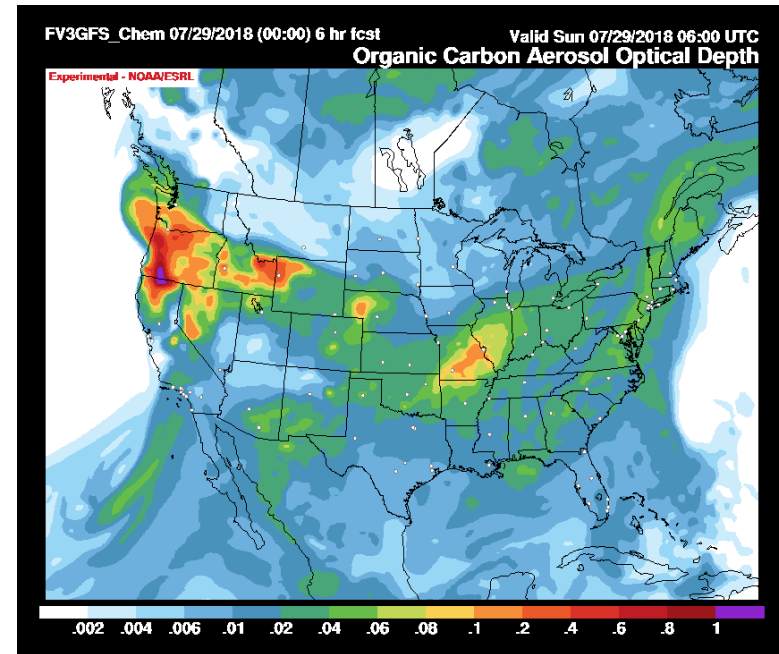 FV3GFS_Chem 07/29/2018 (00:00) 6 hr fcst
Valid Sun 07/29/2018 06:00 UTC
Organic Carbon Aerosol Optical Depth
Experimental - NOAA/ESRL
.002 .004 .006 .01 .02 .04 .06 .08 .1 .2 .4 .6 .8 1